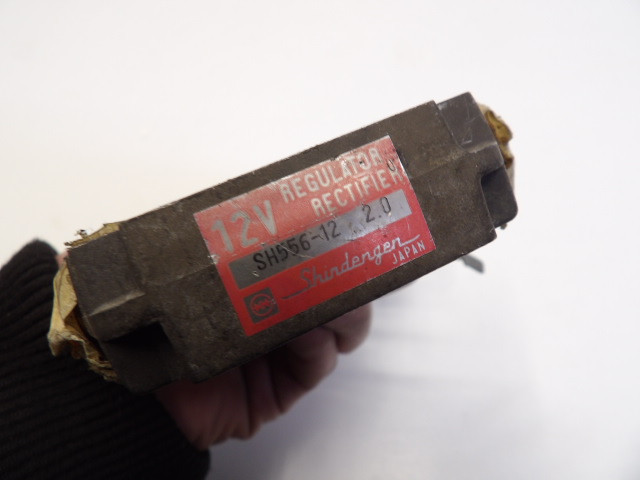 12V REGULATOR
RECTIFIER
SH556-12 2.0
Shindengen
JAPAN